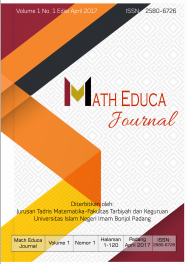 Volume 1 No. 1 Edisi April 2017
ISSN: 2580-6726
MATH EDUCA
Journal
Diterbitkan oleh:
Jurusan Tadris Matematika-Fakultas Tarbiyah dan Keguruan
Universitas Islam Negeri Imam Bonjol Padang
Math Educa Journal
Volume 1
Nomor 1
Halaman 1-120
Padang April 2017
ISSN: 2580-6726